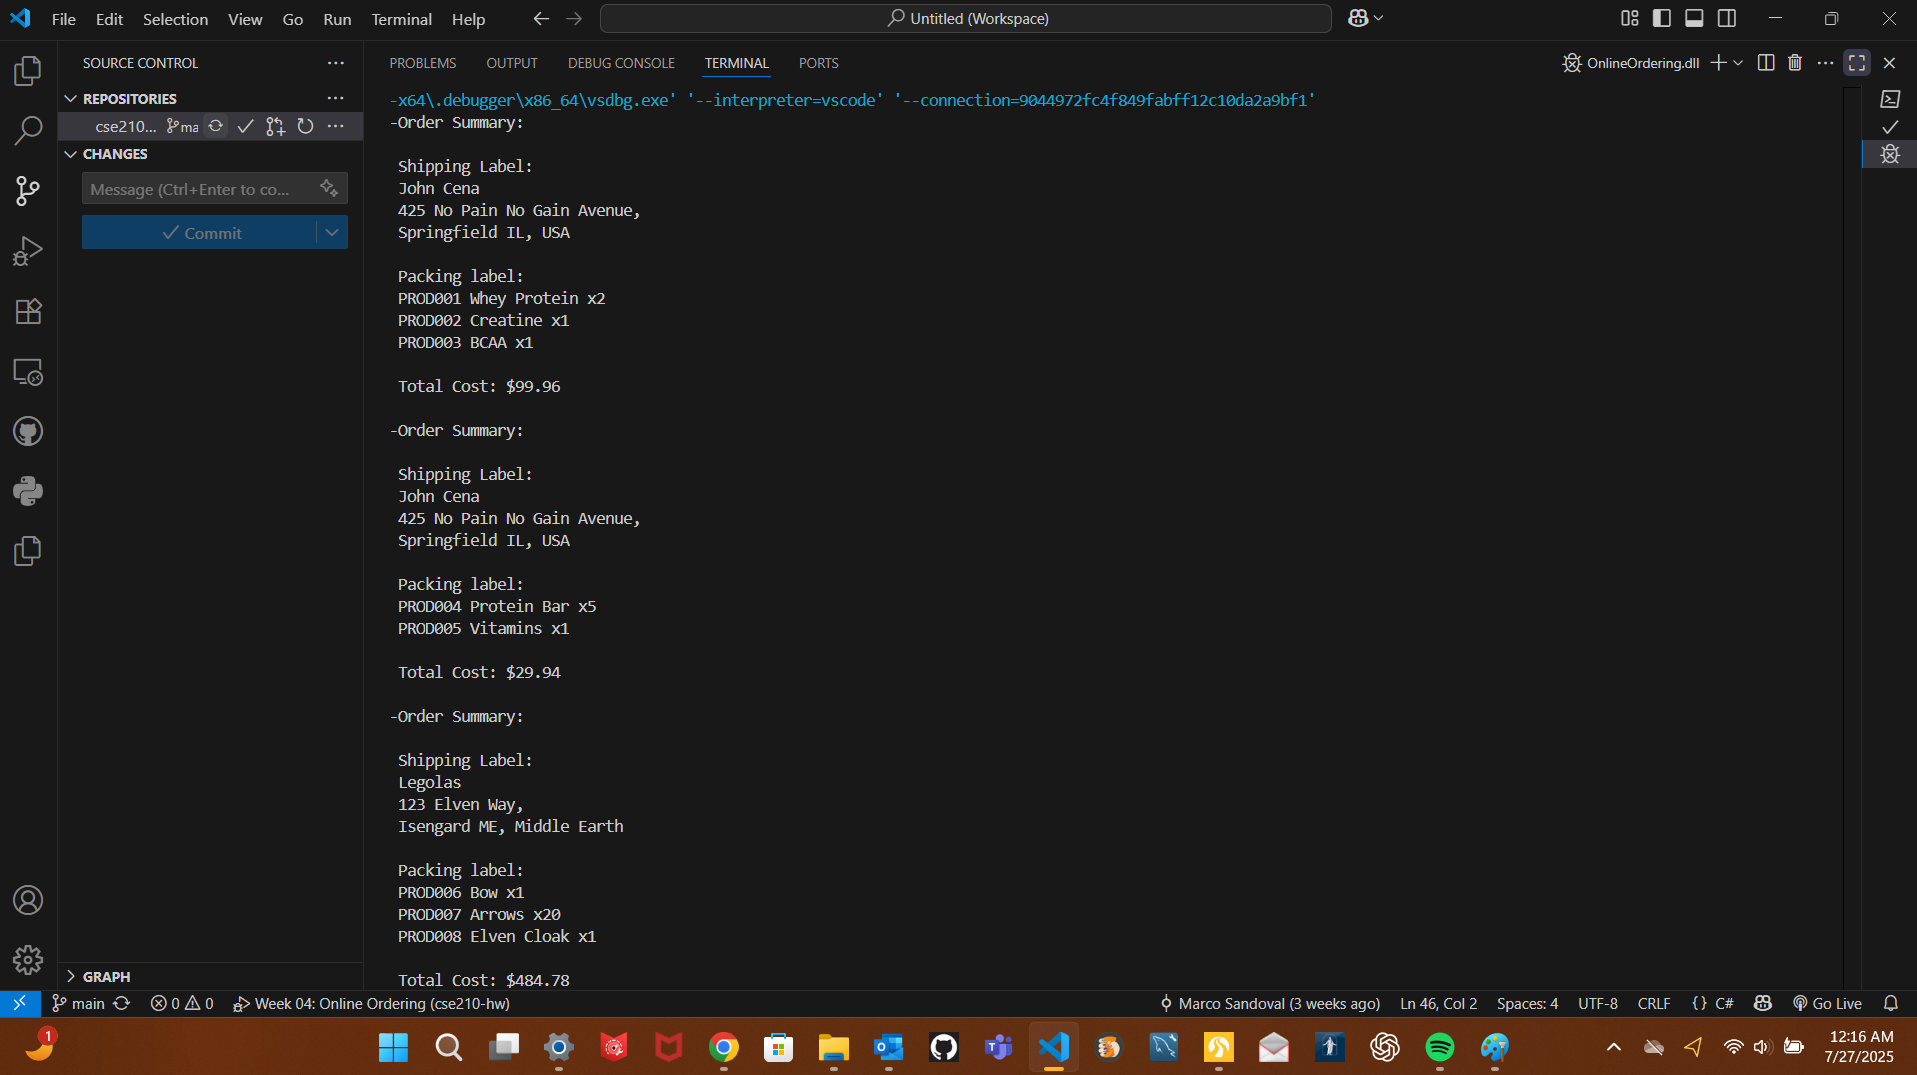 File Edit Selection View Go Run Terminal Help
Untitled (Workspace)
SOURCE CONTROL
REPOSITORIES
cse210... ma
CHANGES
Message (Ctrl+Enter to co...
Commit
GRAPH
PROBLEMS OUTPUT DEBUG CONSOLE TERMINAL PORTS
OnlineOrdering.dll
-x64\.debugger\x86_64\vsdbg.exe' '--interpreter=vscode' '--connection=9044972fc4f849fabff12c10da2a9bf1'
-Order Summary:
Shipping Label:
John Cena
425 No Pain No Gain Avenue,
Springfield IL, USA
Packing label:
PROD001 Whey Protein x2
PROD002 Creatine x1
PROD003 BCAA x1
Total Cost: $99.96
-Order Summary:
Shipping Label:
John Cena
425 No Pain No Gain Avenue,
Springfield IL, USA
Packing label:
PROD004 Protein Bar x5
PROD005 Vitamins x1
Total Cost: $29.94
-Order Summary:
Shipping Label:
Legolas
123 Elven Way,
Isengard ME, Middle Earth
Packing label:
PROD006 Bow x1
PROD007 Arrows x20
PROD008 Elven Cloak x1
Total Cost: $484.78
main 0 0 Week 04: Online Ordering (cse210-hw) Marco Sandoval (3 weeks ago) Ln 46, Col 2 Spaces: 4 UTF-8 CRLF {} C# Go Live
1
12:16 AM
7/27/2025